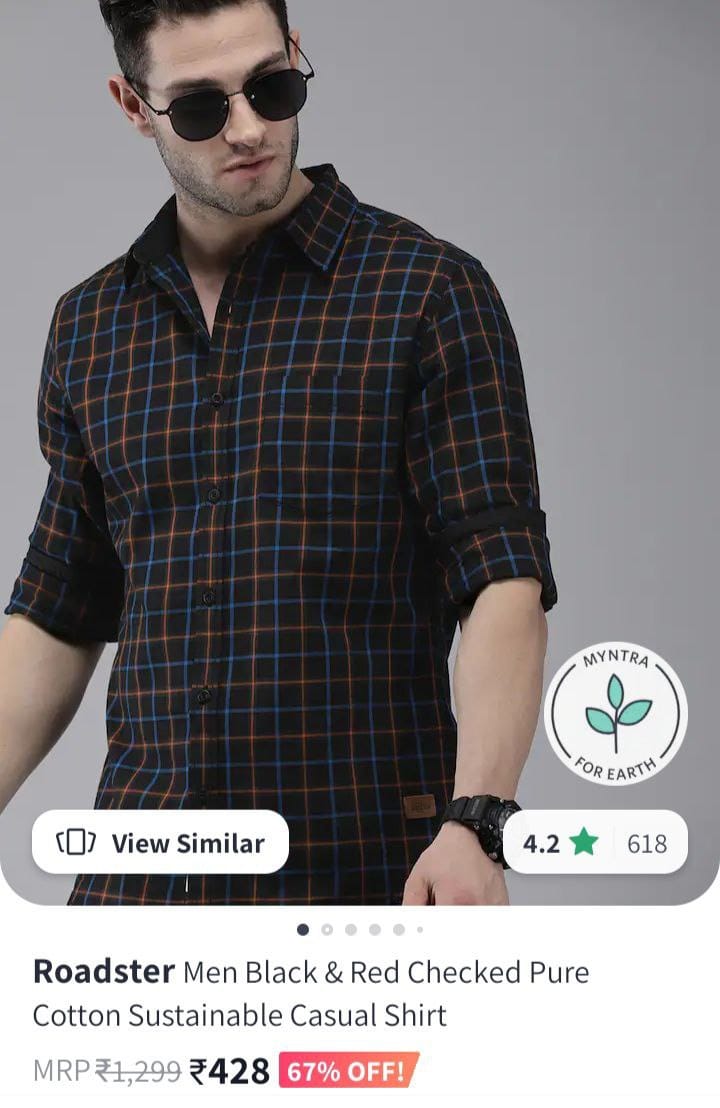 MYNTRA
FOR EARTH
View Similar
4.2 ★ 618
Roadster Men Black & Red Checked Pure
Cotton Sustainable Casual Shirt
MRP ₹1,299 ₹428 67% OFF!